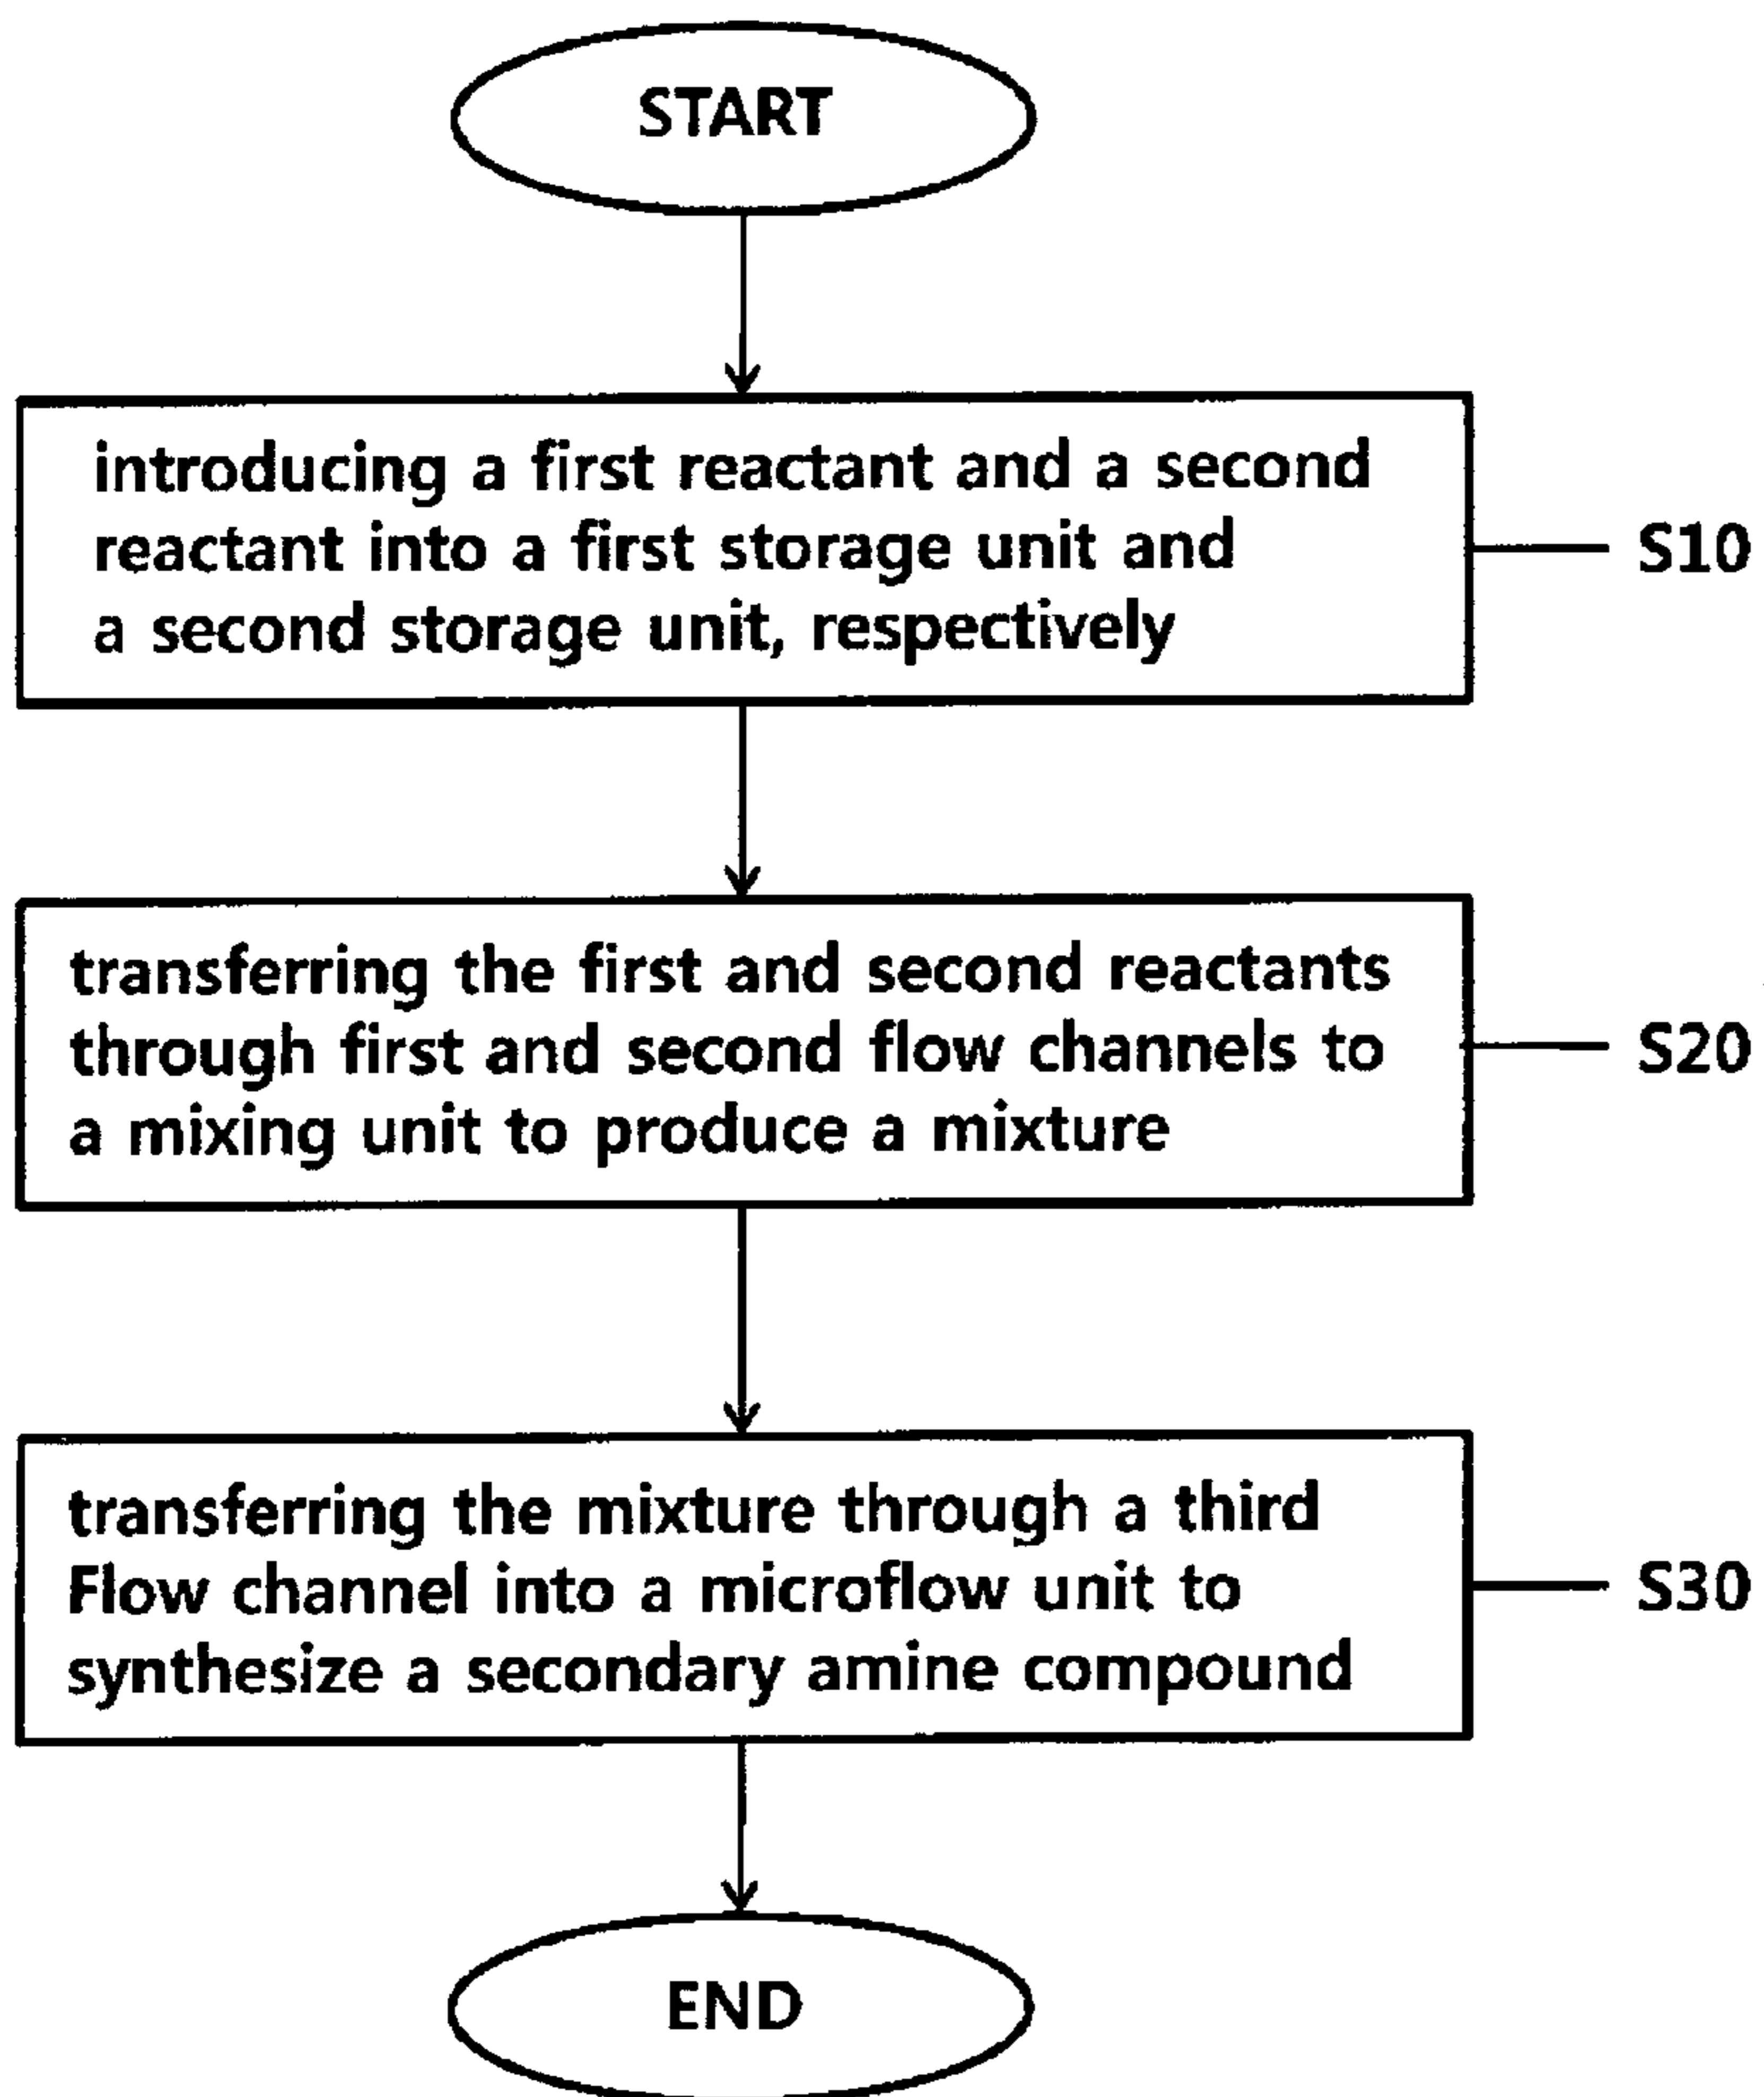 START
introducing a first reactant and a second
reactant into a first storage unit and
a second storage unit, respectively
S10
transferring the first and second reactants
through first and second flow channels to
a mixing unit to produce a mixture
S20
transferring the mixture through a third
Flow channel into a microflow unit to
synthesize a secondary amine compound
S30
END